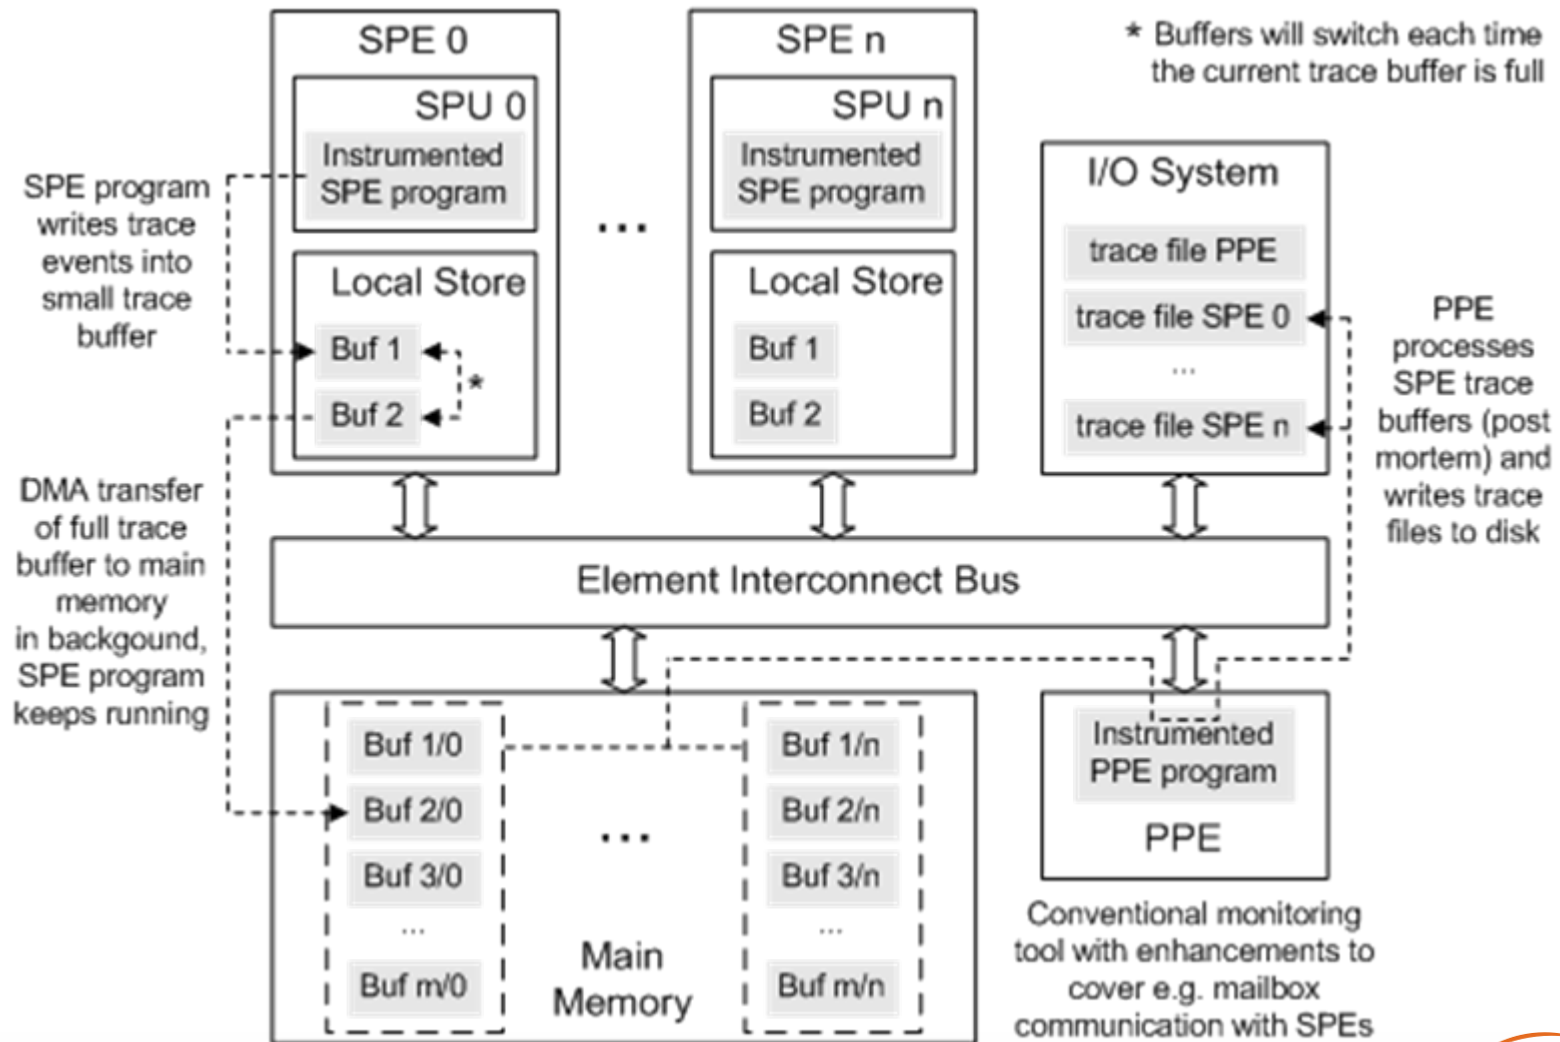 SPE 0
SPU 0
Instrumented
SPE program
Local Store
Buf 1
*
Buf 2
...
SPE n
SPU n
Instrumented
SPE program
Local Store
Buf 1
Buf 2
* Buffers will switch each time
the current trace buffer is full
I/O System
trace file PPE
trace file SPE 0
...
trace file SPE n
SPE program
writes trace
events into
small trace
buffer
DMA transfer
of full trace
buffer to main
memory
in backgound,
SPE program
keeps running
PPE
processes
SPE trace
buffers (post
mortem) and
writes trace
files to disk
Element Interconnect Bus
Buf 1/0
Buf 2/0
Buf 3/0
...
Buf m/0
...
Main
Memory
Buf 1/n
Buf 2/n
Buf 3/n
...
Buf m/n
Instrumented
PPE program
PPE
Conventional monitoring
tool with enhancements to
cover e.g. mailbox
communication with SPEs